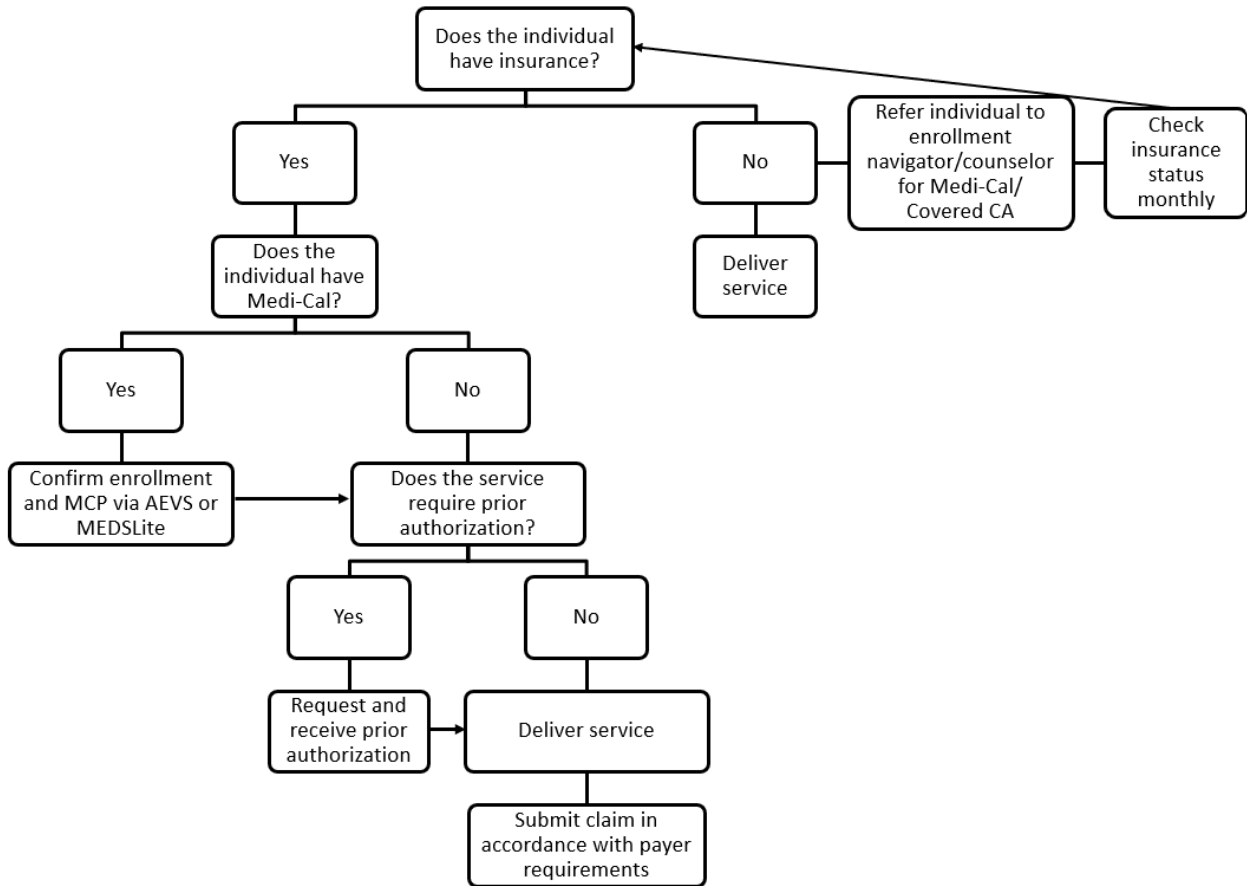 Does the individual
have insurance?
Yes
No
Refer individual to
enrollment
navigator/counselor
for Medi-Cal/
Covered CA
Check
insurance
status
monthly
Does the
individual have
Medi-Cal?
Deliver
service
Yes
No
Confirm enrollment
and MCP via AEVS or
MEDSLite
Does the service
require prior
authorization?
Yes
No
Request and
receive prior
authorization
Deliver service
Submit claim in
accordance with payer
requirements